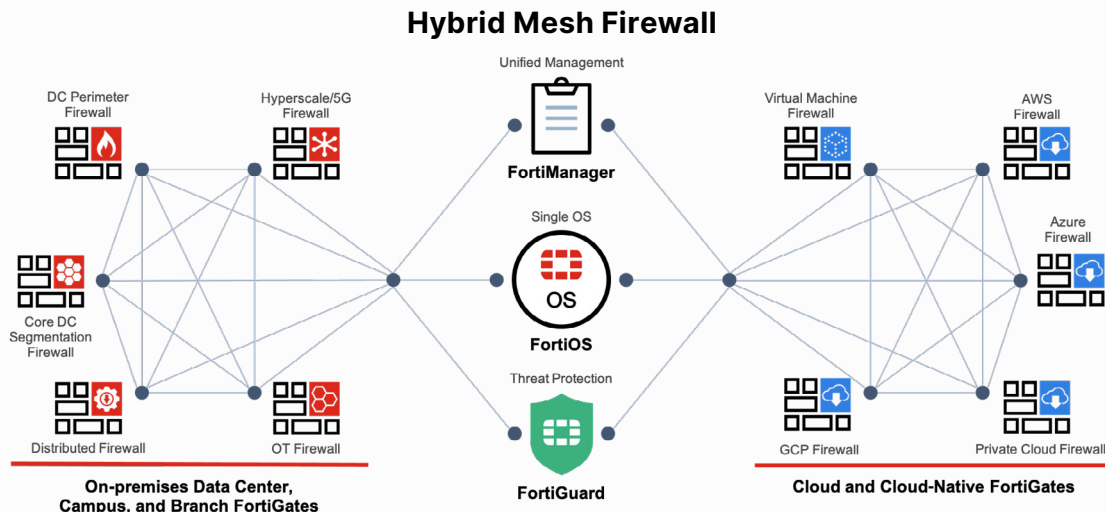 Hybrid Mesh Firewall
Unified Management
FortiManager
Single OS
OS
FortiOS
Threat Protection
FortiGuard
DC Perimeter
Firewall
Hyperscale/5G
Firewall
Core DC
Segmentation
Firewall
Distributed Firewall
OT Firewall
On-premises Data Center,
Campus, and Branch FortiGates
Virtual Machine
Firewall
AWS
Firewall
Azure
Firewall
GCP Firewall
Private Cloud Firewall
Cloud and Cloud-Native FortiGates